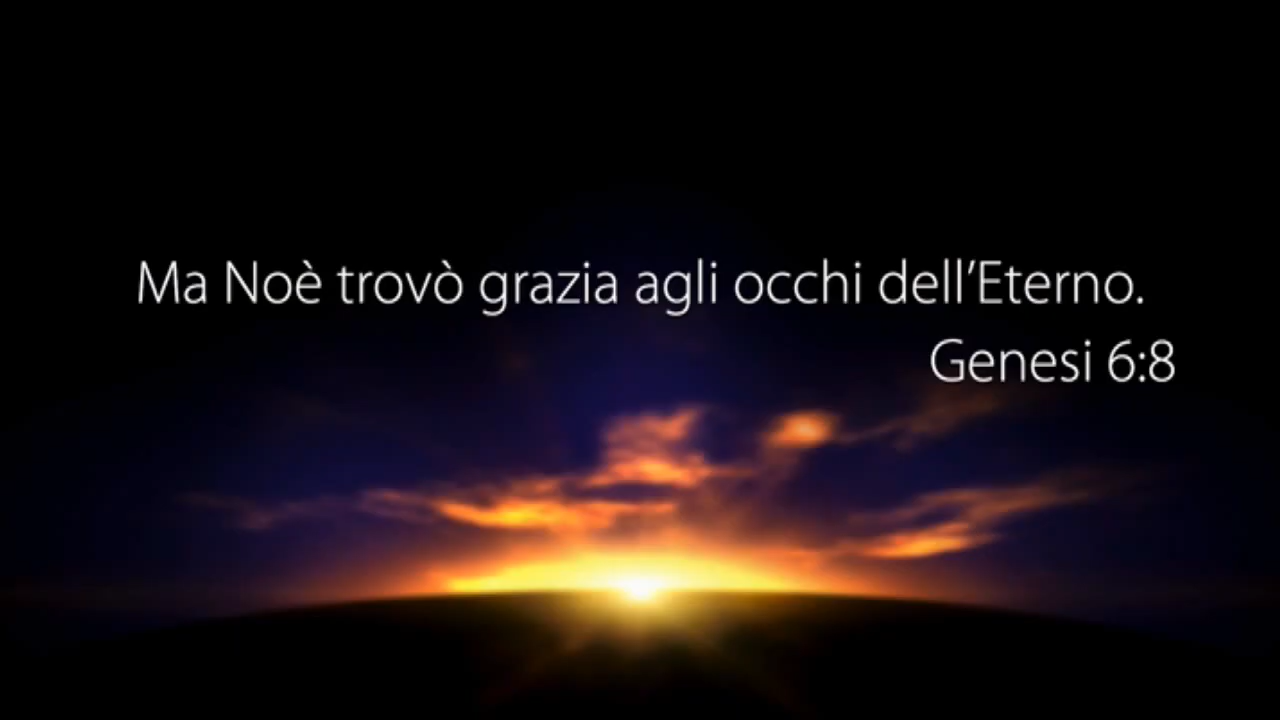 Ma Noè trovò grazia agli occhi dell’Eterno.
Genesi 6:8